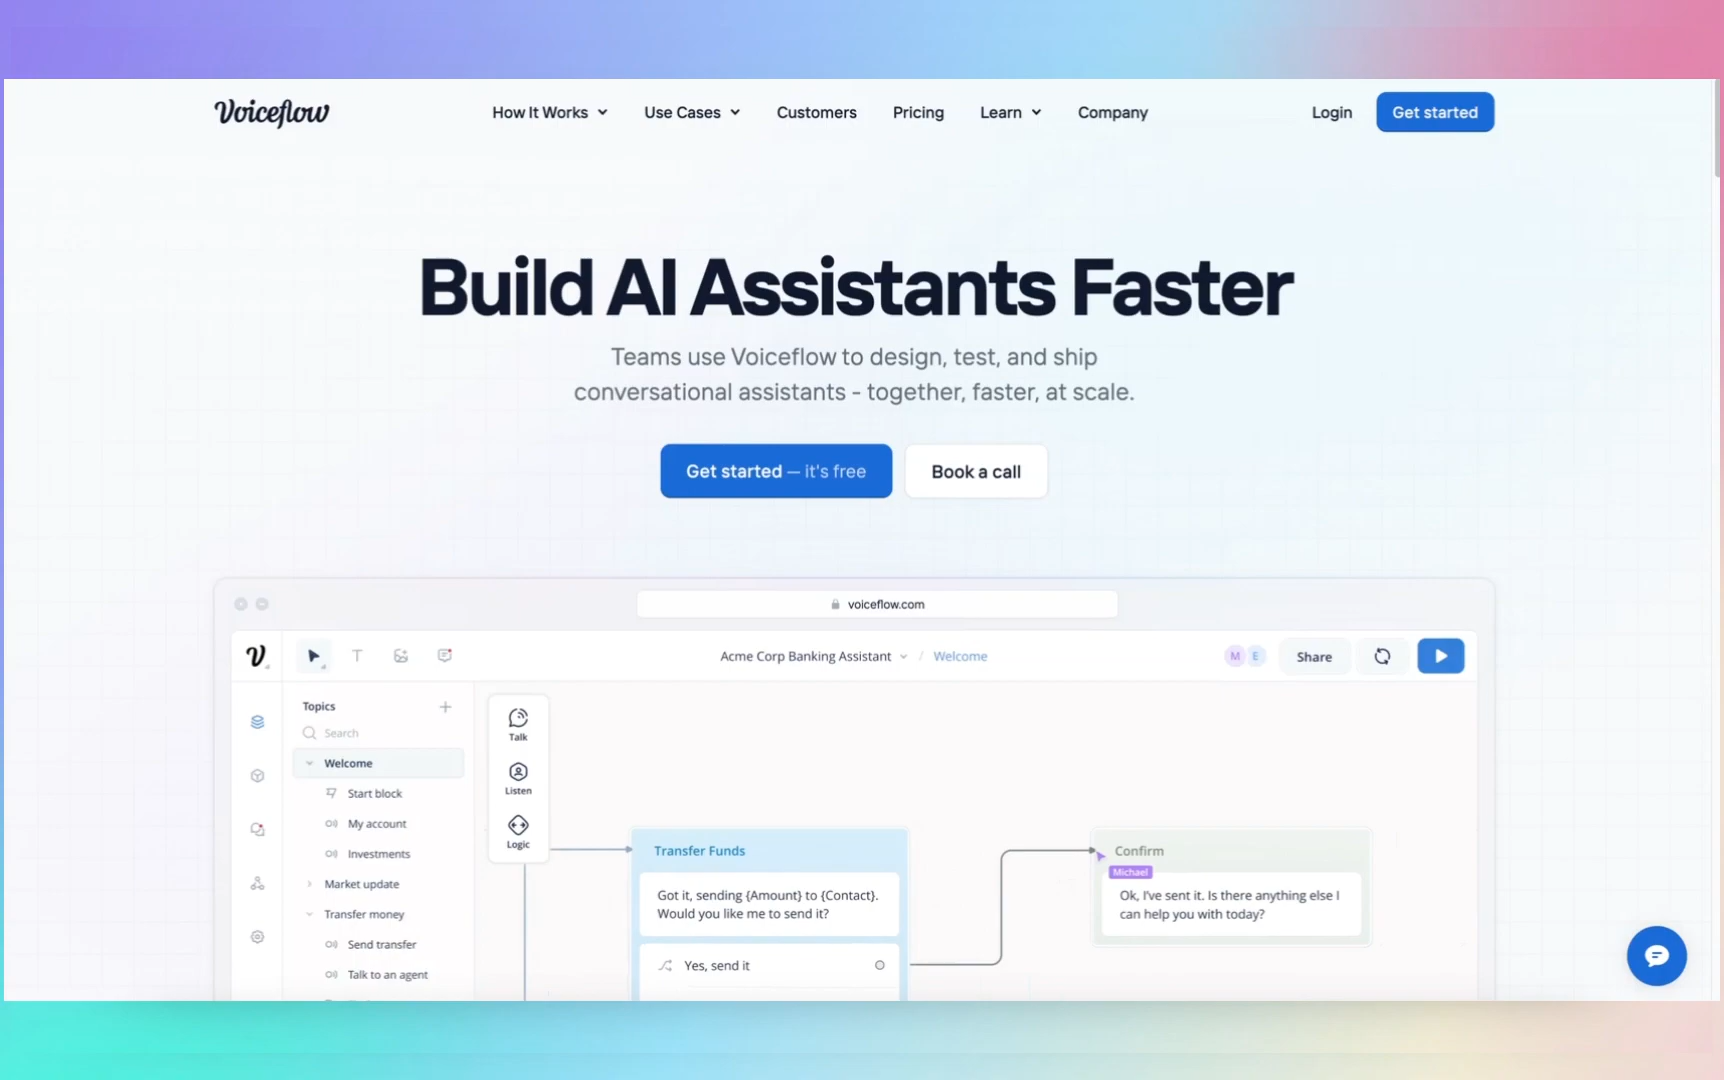 Voiceflow
How It Works
Use Cases
Customers
Pricing
Learn
Company
Login
Get started
Build AI Assistants Faster
Teams use Voiceflow to design, test, and ship
conversational assistants - together, faster, at scale.
Get started — it's free
Book a call
voiceflow.com
V
T
Acme Corp Banking Assistant / Welcome
M
E
Share
Topics
Search
Welcome
Start block
My account
Investments
Market update
Transfer money
Send transfer
Talk to an agent
Talk
Listen
Logic
Transfer Funds
Got it, sending {Amount} to {Contact}.
Would you like me to send it?
Yes, send it
Confirm
Michael
Ok, I've sent it. Is there anything else I
can help you with today?